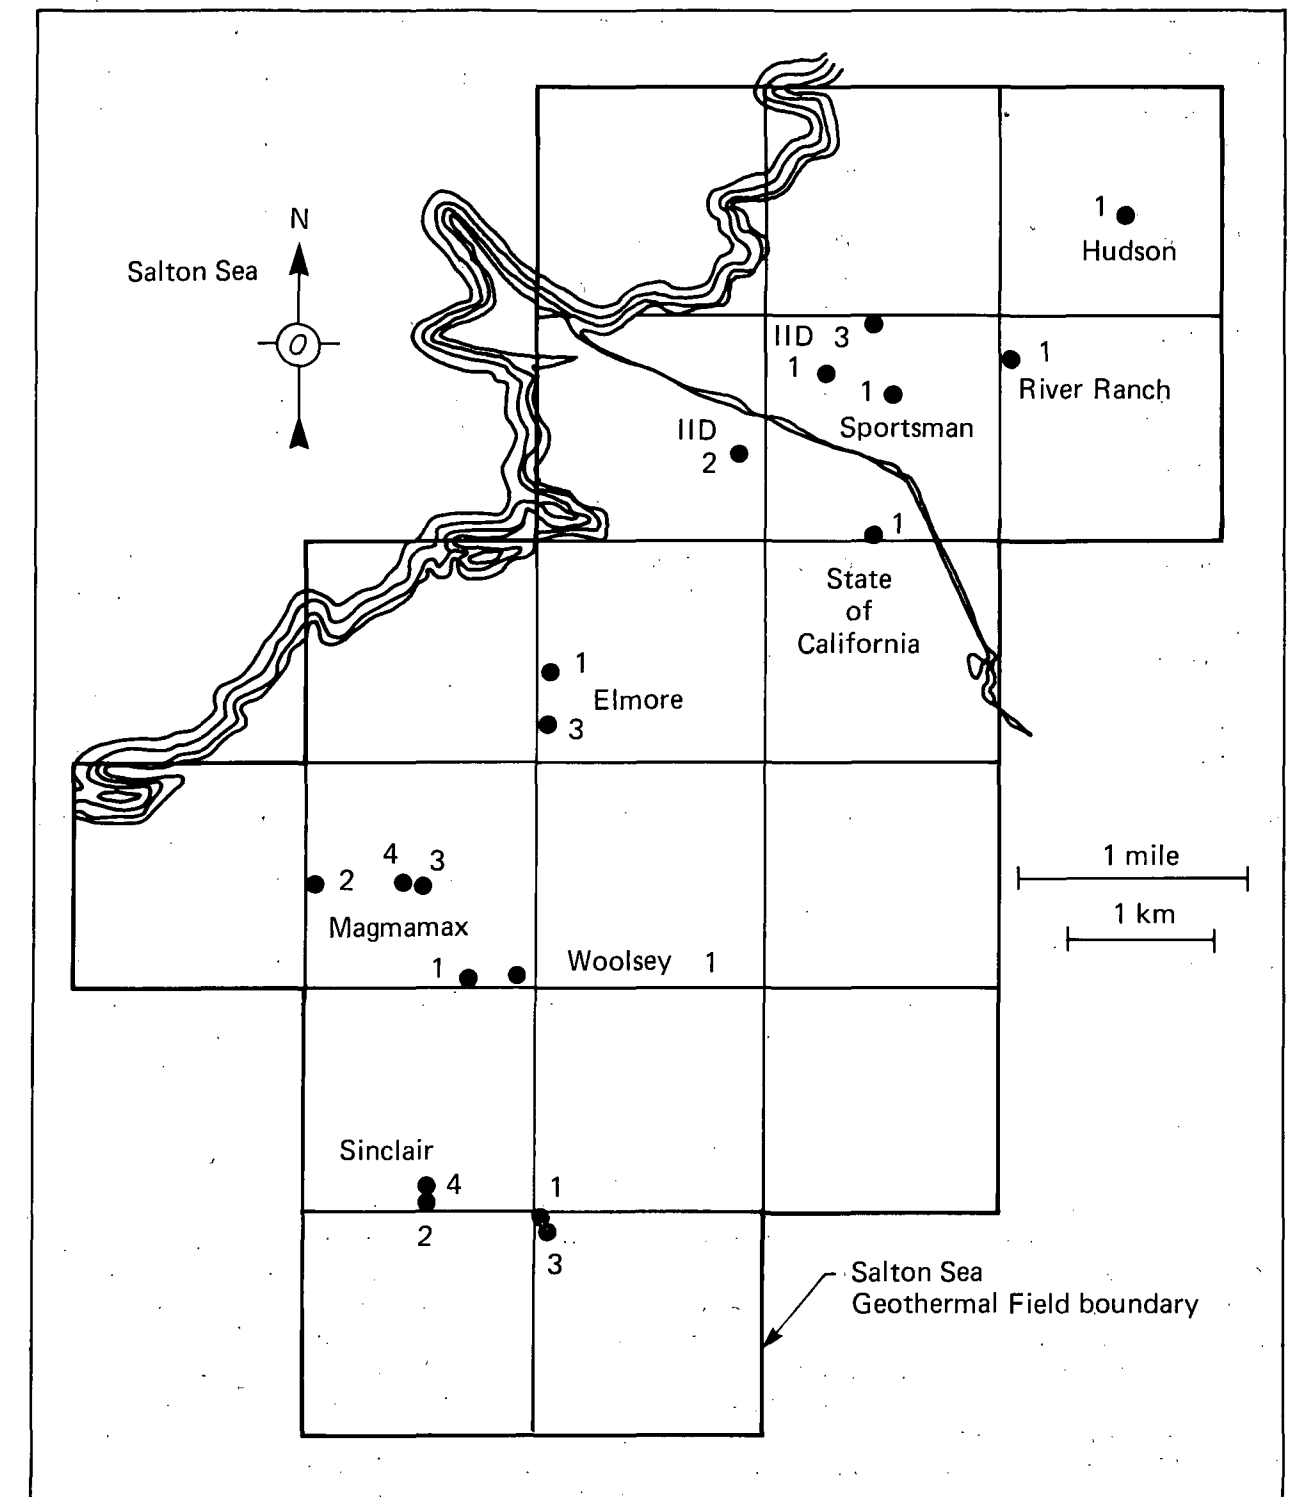 N
Salton Sea
O
1
Hudson
IID 3
1
1
Sportsman
1
River Ranch
IID
2
1
State
of
California
1
Elmore
3
4 3
2
Magmamax
1
Woolsey 1
1 mile
1 km
Sinclair
4
2
1
3
Salton Sea
Geothermal Field boundary